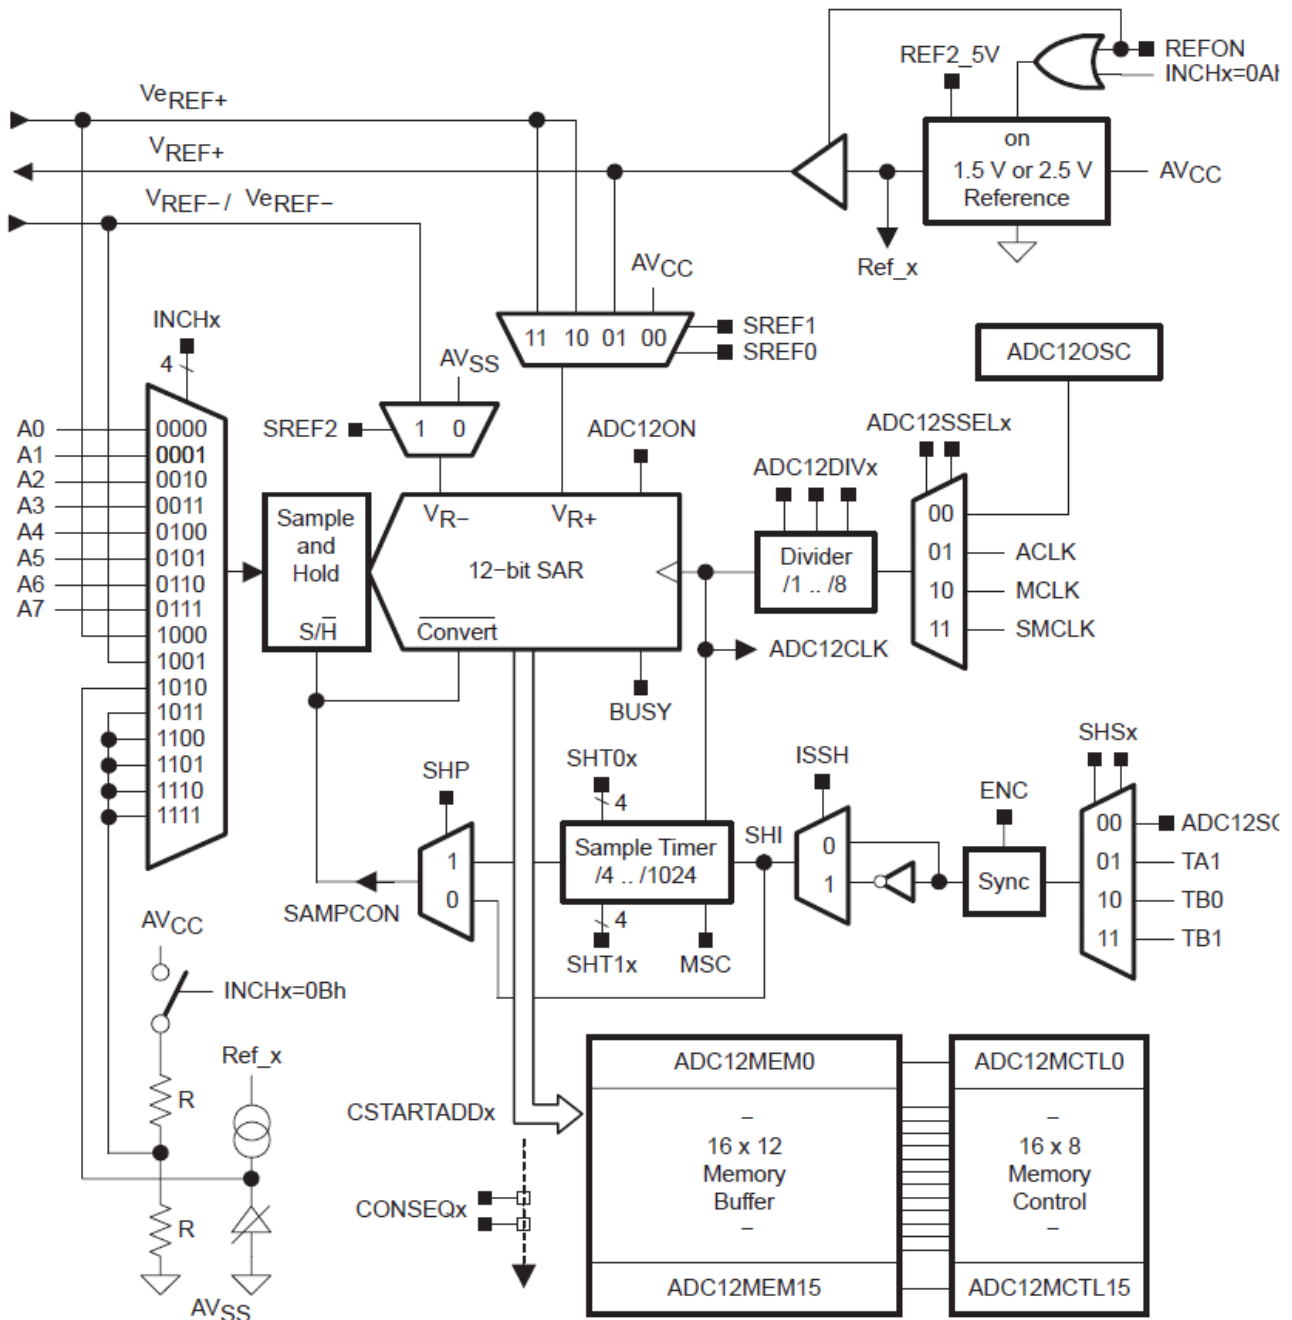 REF2_5V
REFON
INCHx=0Ah
VeREF+
VREF+
VREF− / VeREF−
on
1.5 V or 2.5 V
Reference
AVCC
Ref_x
AVCC
INCHx
4
11 10 01 00
SREF1
SREF0
ADC12OSC
AVSS
SREF2
1 0
ADC12ON
ADC12SSELx
ADC12DIVx
A0 0000
A1 0001
A2 0010
A3 0011
A4 0100
A5 0101
A6 0110
A7 0111
1000
1001
1010
1011
1100
1101
1110
1111
Sample
and
Hold
S/H
VR−
VR+
12−bit SAR
Convert
Divider
/1 .. /8
00
01 ACLK
10 MCLK
11 SMCLK
ADC12CLK
BUSY
SHP
SHT0x
4
ISSH
ENC
SHSx
1
0
SAMPCON
Sample Timer
/4 .. /1024
SHI
0
1
Sync
00 ADC12SC
01 TA1
10 TB0
11 TB1
4
SHT1x
MSC
AVCC
INCHx=0Bh
Ref_x
R
R
AVSS
CSTARTADDx
CONSEQx
ADC12MEM0
−
16 x 12
Memory
Buffer
−
ADC12MEM15
ADC12MCTL0
−
16 x 8
Memory
Control
−
ADC12MCTL15